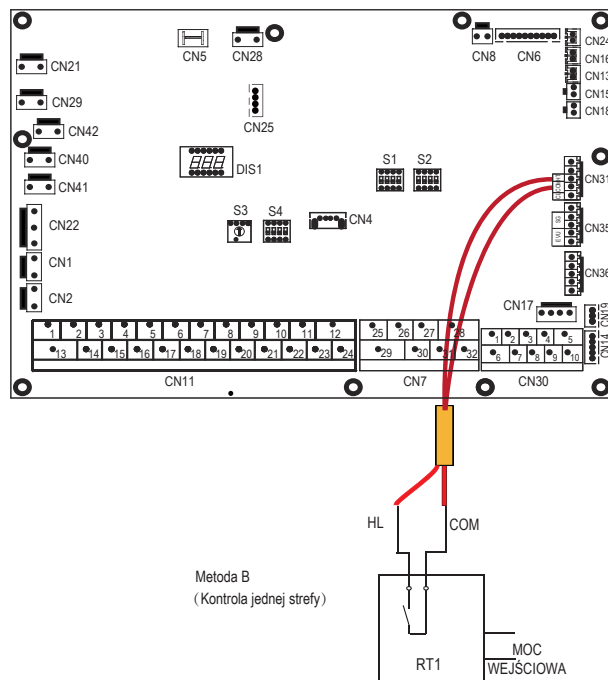 CN21
CN5
CN28
CN8
CN6
CN24
CN16
CN13
CN15
CN18
CN29
CN42
CN25
CN40
DIS1
CN41
S1 S2
CN31
CN22
S3 S4
CN4
SG
EVU
CN35
CN1
CN36
CN2
CN17
CN19
1 2 3 4 5 6 7 8 9 10 11 12
13 14 15 16 17 18 19 20 21 22 23 24
CN11
25 26 27 28
29 30 31 32
CN7
1 2 3 4 5
6 7 8 9 10
CN30
CN14
HL
COM
Metoda B
(Kontrola jednej strefy)
RT1
MOC
WEJŚCIOWA